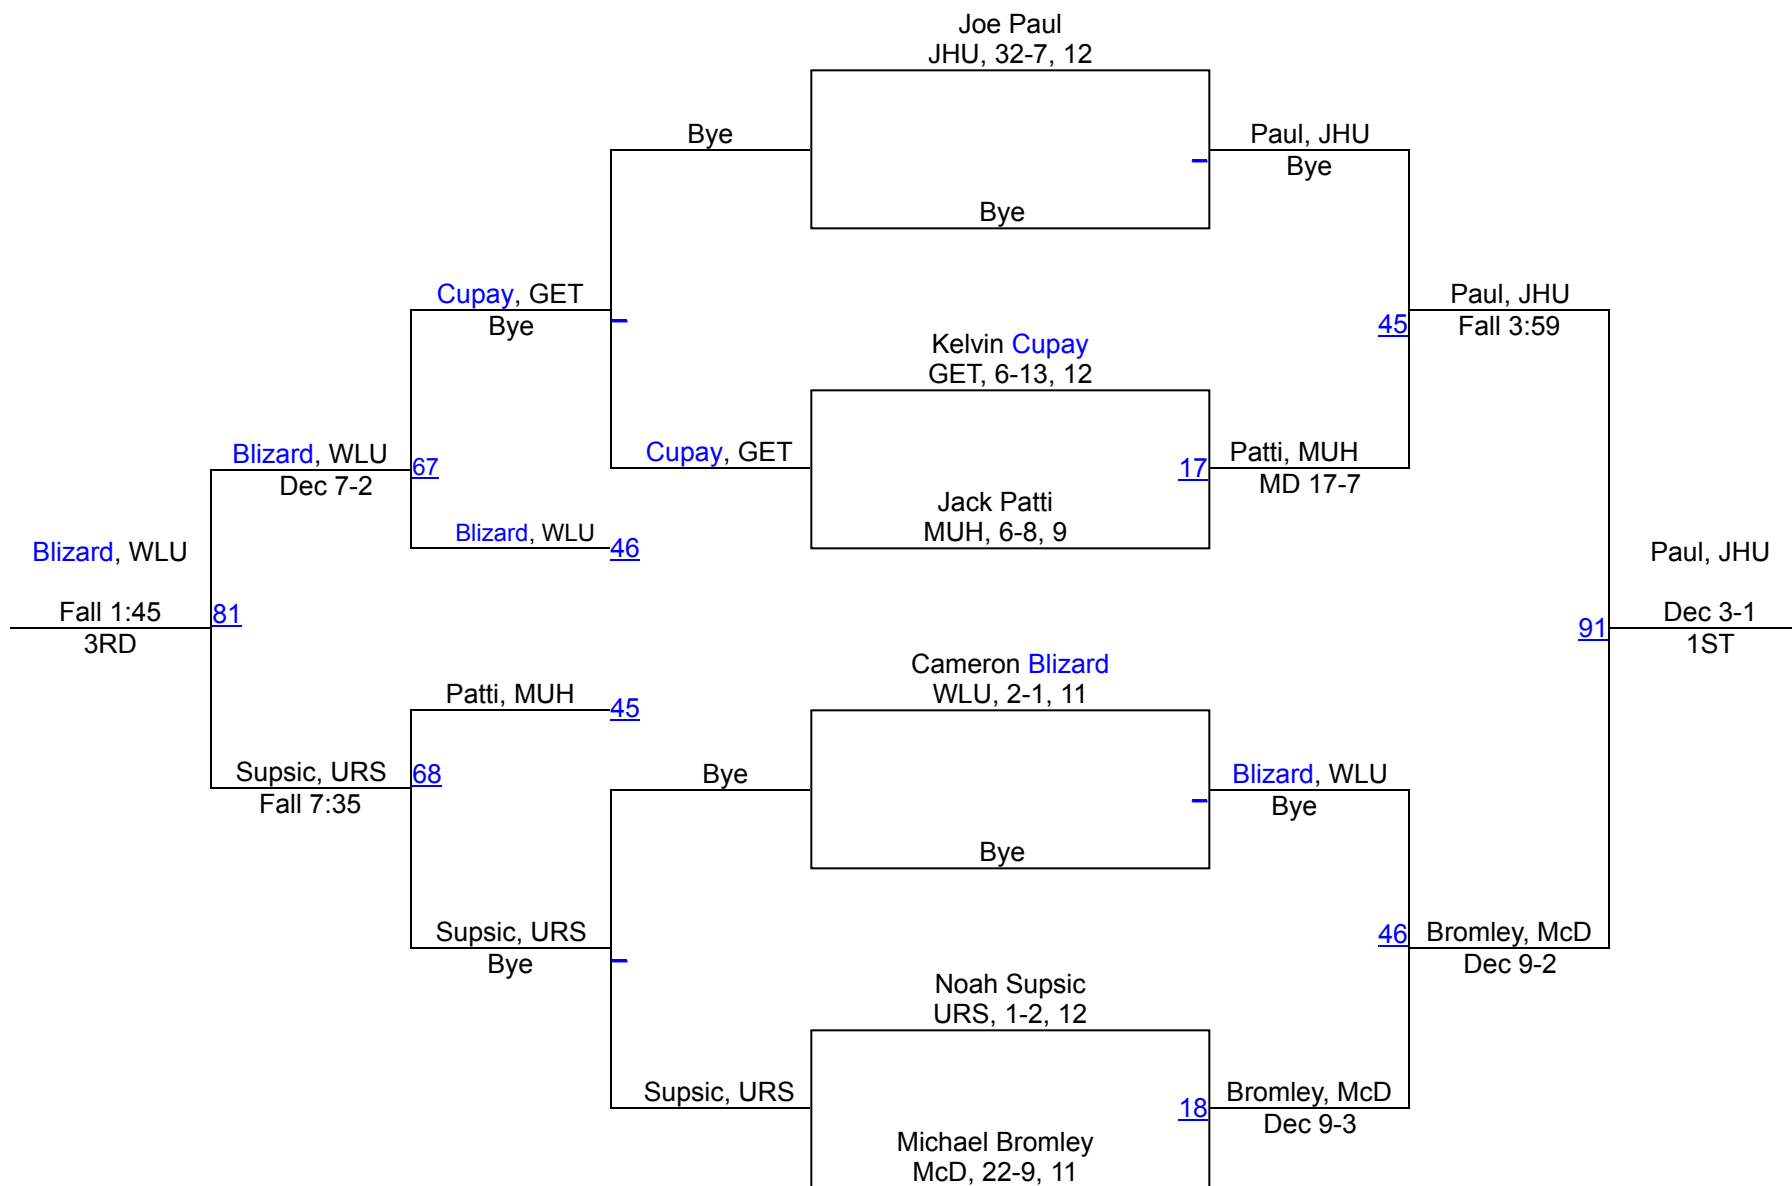 Joe Paul
JHU, 32-7, 12
Bye
Paul, JHU
Bye
Bye
Cupay, GET
Bye
Paul, JHU
45
Fall 3:59
Kelvin Cupay
GET, 6-13, 12
Blizard, WLU
67
Dec 7-2
Cupay, GET
17
Patti, MUH
MD 17-7
Jack Patti
MUH, 6-8, 9
Blizard, WLU
46
Blizard, WLU
Paul, JHU
Fall 1:45
81
3RD
Dec 3-1
91
1ST
Cameron Blizard
WLU, 2-1, 11
Patti, MUH
45
Supsic, URS
68
Fall 7:35
Bye
Blizard, WLU
Bye
Bye
Supsic, URS
Bye
46
Bromley, McD
Dec 9-2
Noah Supsic
URS, 1-2, 12
Supsic, URS
18
Bromley, McD
Dec 9-3
Michael Bromley
McD, 22-9, 11